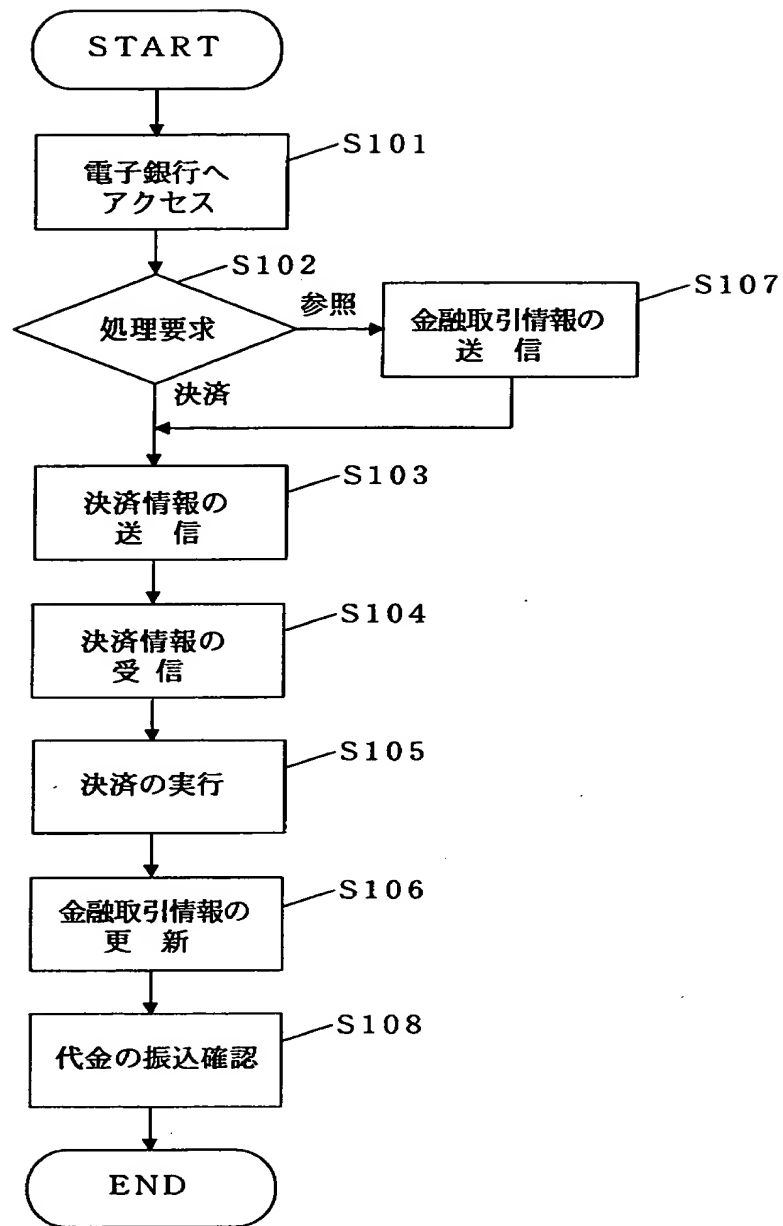 START
S101
電子銀行へ
アクセス
S102
処理要求
参照
S107
金融取引情報の
送 信
決済
S103
決済情報の
送 信
S104
決済情報の
受 信
S105
決済の実行
S106
金融取引情報の
更 新
S108
代金の振込確認
END